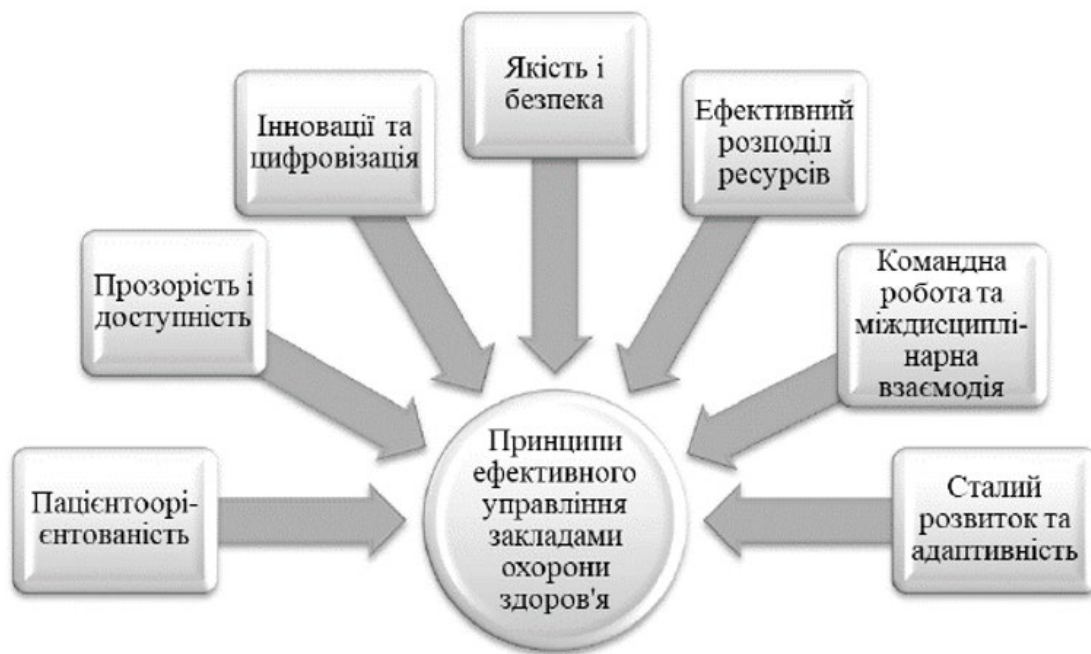 Якість і
безпека
Інновації та
цифровізація
Ефективний
розподіл
ресурсів
Прозорість і
доступність
Командна
робота та
міждисциплі-
нарна
взаємодія
Пацієнтоорі-
єнтованість
Принципи
ефективного
управління
закладами
охорони
здоров'я
Сталий
розвиток та
адаптивність